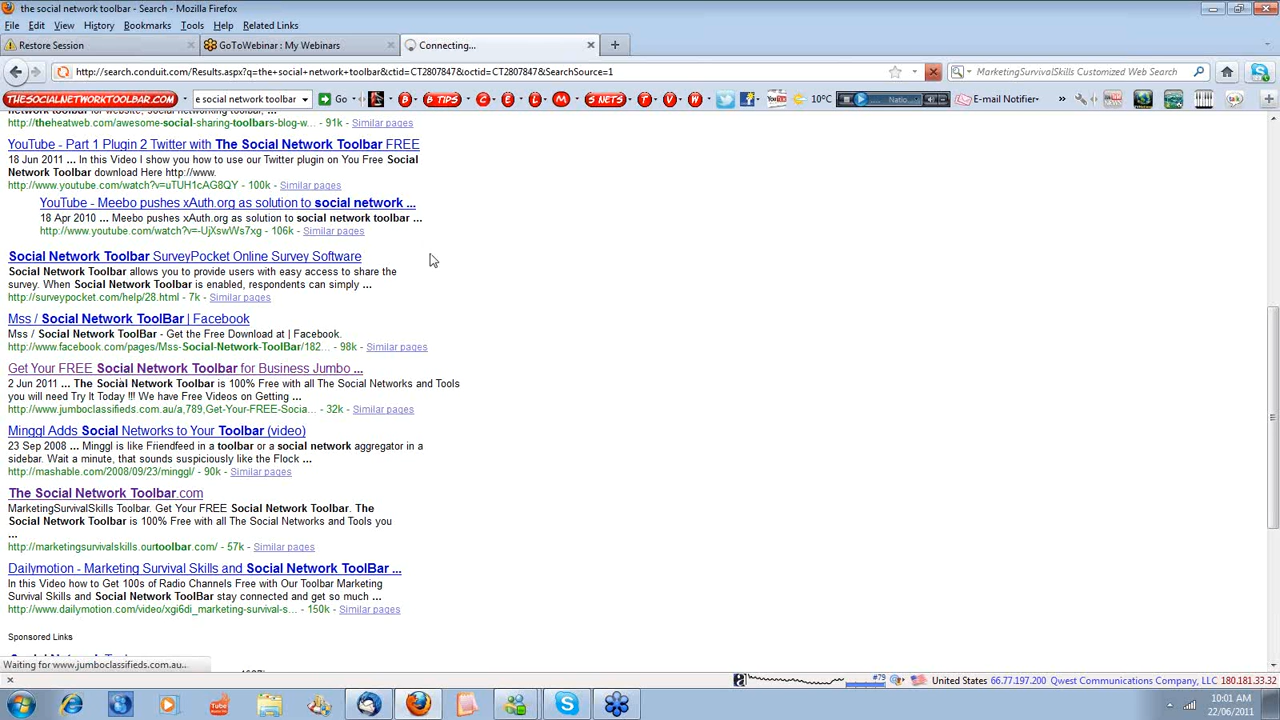 the social network toolbar - Search - Mozilla Firefox
File Edit View History Bookmarks Tools Help Related Links
Restore Session GoToWebinar : My Webinars Connecting...
http://search.conduit.com/Results.aspx?q=the+social+network+toolbar&ctid=CT2807847&octid=CT2807847&SearchSource=1 MarketingSurvivalSkills Customized Web Search
THESOCIALNETWORKTOOLBAR.COM e social network toolbar Go B B TIPS C E L M S NETS T V W 10°C Natio... E-mail Notifier
network toolbar for website, social networking toolbar, ...
http://theheatweb.com/awesome-social-sharing-toolbars-blog-w... - 91k - Similar pages
YouTube - Part 1 Plugin 2 Twitter with The Social Network Toolbar FREE
18 Jun 2011 ... In this Video I show you how to use our Twitter plugin on You Free Social
Network Toolbar download Here http://www.
http://www.youtube.com/watch?v=uTUH1cAG8QY - 100k - Similar pages
YouTube - Meebo pushes xAuth.org as solution to social network ...
18 Apr 2010 ... Meebo pushes xAuth.org as solution to social network toolbar ...
http://www.youtube.com/watch?v=-UjXswWs7xg - 106k - Similar pages
Social Network Toolbar SurveyPocket Online Survey Software
Social Network Toolbar allows you to provide users with easy access to share the
survey. When Social Network Toolbar is enabled, respondents can simply ...
http://surveypocket.com/help/28.html - 7k - Similar pages
Mss / Social Network ToolBar | Facebook
Mss / Social Network ToolBar - Get the Free Download at | Facebook.
http://www.facebook.com/pages/Mss-Social-Network-ToolBar/182... - 98k - Similar pages
Get Your FREE Social Network Toolbar for Business Jumbo ...
2 Jun 2011 ... The Social Network Toolbar is 100% Free with all The Social Networks and Tools
you will need Try It Today !!! We have Free Videos on Getting ...
http://www.jumboclassifieds.com.au/a,789,Get-Your-FREE-Socia... - 32k - Similar pages
Minggl Adds Social Networks to Your Toolbar (video)
23 Sep 2008 ... Minggl is like Friendfeed in a toolbar or a social network aggregator in a
sidebar. Wait a minute, that sounds suspiciously like the Flock ...
http://mashable.com/2008/09/23/minggl/ - 90k - Similar pages
The Social Network Toolbar.com
MarketingSurvivalSkills Toolbar. Get Your FREE Social Network Toolbar. The
Social Network Toolbar is 100% Free with all The Social Networks and Tools you
...
http://marketingsurvivalskills.ourtoolbar.com/ - 57k - Similar pages
Dailymotion - Marketing Survival Skills and Social Network ToolBar ...
In this Video how to Get 100s of Radio Channels Free with Our Toolbar Marketing
Survival Skills and Social Network ToolBar stay connected and get so much ...
http://www.dailymotion.com/video/xgi6di_marketing-survival-s... - 150k - Similar pages
Sponsored Links
Waiting for www.jumboclassifieds.com.au...
#79 United States 66.77.197.200 Qwest Communications Company, LLC 180.181.33.32
10:01 AM
22/06/2011